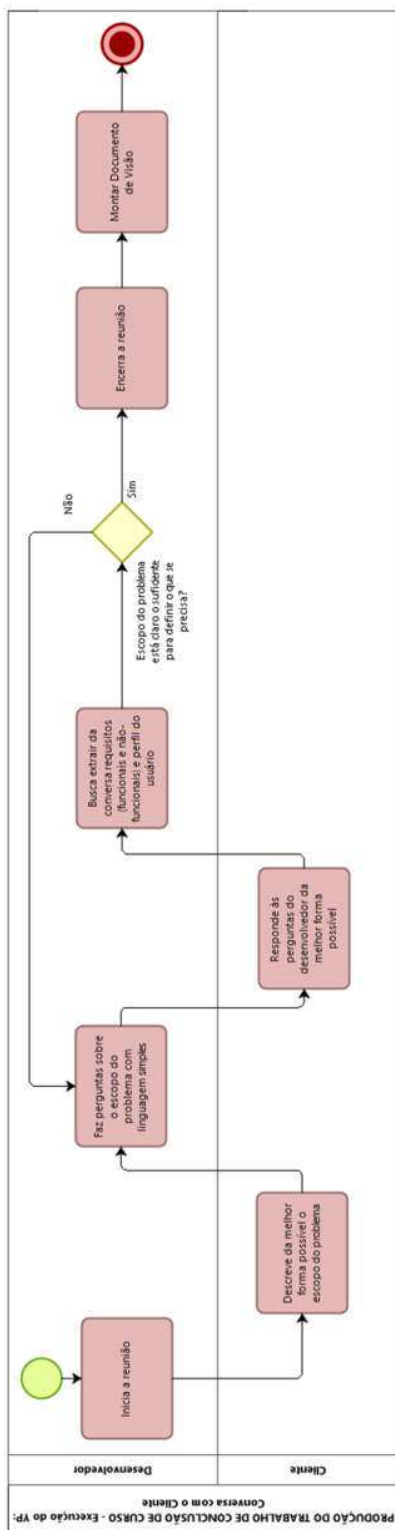 PRODUÇÃO DO TRABALHO DE CONCLUSÃO DE CURSO - Execução do YP:
Conversa com o Cliente
Desenvolvedor
Cliente
Inicia a reunião
Descreve da melhor
forma possível o
escopo do problema
Faz perguntas sobre
o escopo do
problema com
linguagem simples
Responde às
perguntas do
desenvolvedor da
melhor forma
possível
Busca extrair da
conversa requisitos
(funcionais e não-
funcionais) e perfil do
usuário
Escopo do problema
está claro o suficiente
para definir o que se
precisa?
Não
Sim
Encerra a reunião
Montar Documento
de Visão